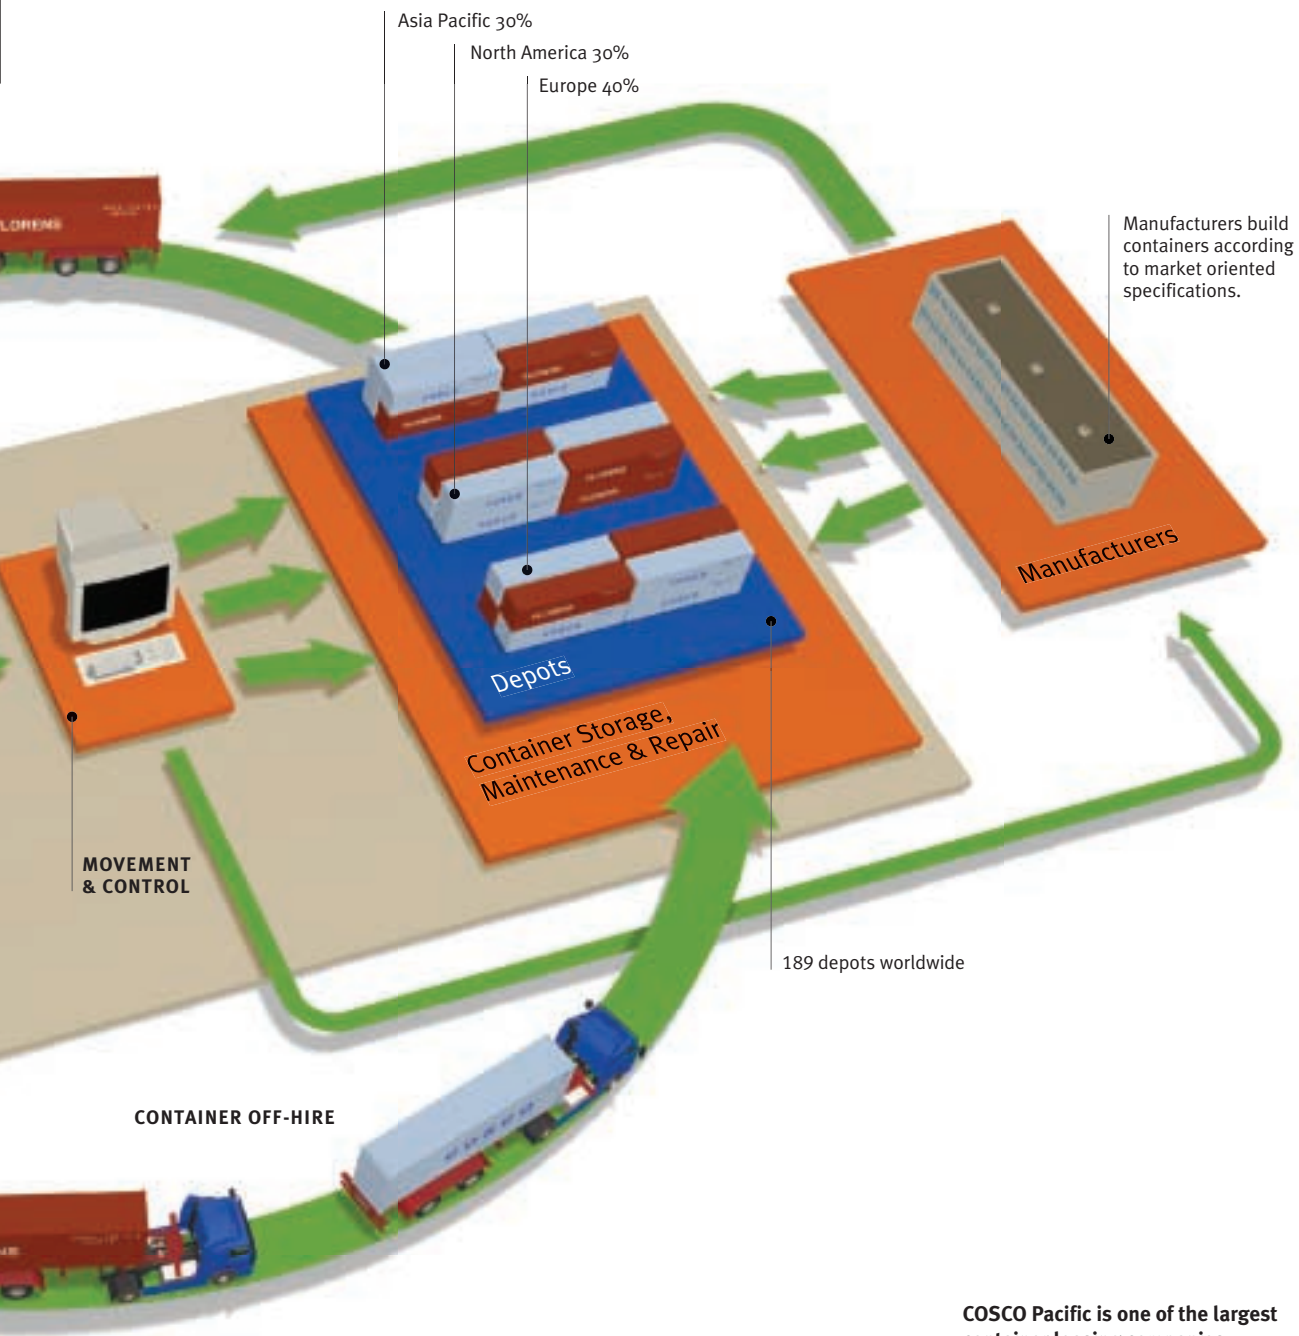 Asia Pacific 30%
North America 30%
Europe 40%
LORENS
Manufacturers build
containers according
to market oriented
specifications.
Manufacturers
Depots
Container Storage,
Maintenance & Repair
MOVEMENT
& CONTROL
189 depots worldwide
CONTAINER OFF-HIRE
COSCO Pacific is one of the largest